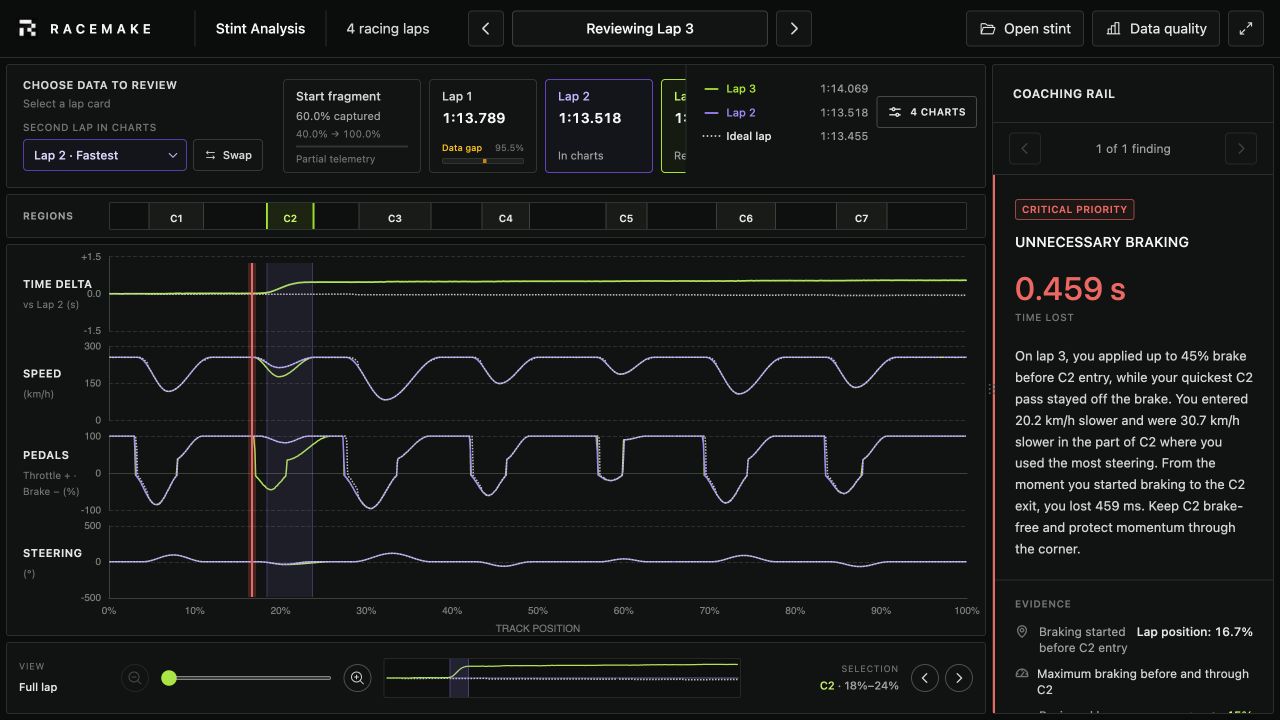 RACEMAKE
Stint Analysis
4 racing laps
Reviewing Lap 3
Open stint
Data quality
CHOOSE DATA TO REVIEW
Select a lap card
SECOND LAP IN CHARTS
Lap 2 · Fastest
Swap
Start fragment
60.0% captured
40.0% → 100.0%
Partial telemetry
Lap 1
1:13.789
Data gap 95.5%
Lap 2
1:13.518
In charts
La
1:
Re
Lap 3 1:14.069
Lap 2 1:13.518
Ideal lap 1:13.455
4 CHARTS
REGIONS
C1 C2 C3 C4 C5 C6 C7
TIME DELTA
vs Lap 2 (s)
+1.5
0.0
-1.5
SPEED
(km/h)
300
150
0
PEDALS
Throttle + ·
Brake − (%)
100
0
-100
STEERING
(°)
500
0
-500
0% 10% 20% 30% 40% 50% 60% 70% 80% 90% 100%
TRACK POSITION
VIEW
Full lap
SELECTION
C2 · 18%–24%
COACHING RAIL
1 of 1 finding
CRITICAL PRIORITY
UNNECESSARY BRAKING
0.459 s
TIME LOST
On lap 3, you applied up to 45% brake
before C2 entry, while your quickest C2
pass stayed off the brake. You entered
20.2 km/h slower and were 30.7 km/h
slower in the part of C2 where you
used the most steering. From the
moment you started braking to the C2
exit, you lost 459 ms. Keep C2 brake-
free and protect momentum through
the corner.
EVIDENCE
Braking started Lap position: 16.7%
before C2 entry
Maximum braking before and through
C2